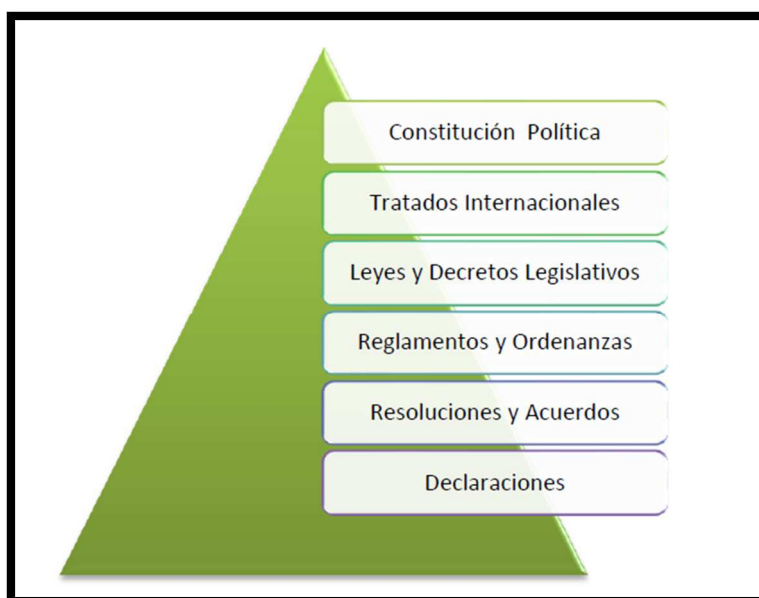 Constitución Política
Tratados Internacionales
Leyes y Decretos Legislativos
Reglamentos y Ordenanzas
Resoluciones y Acuerdos
Declaraciones